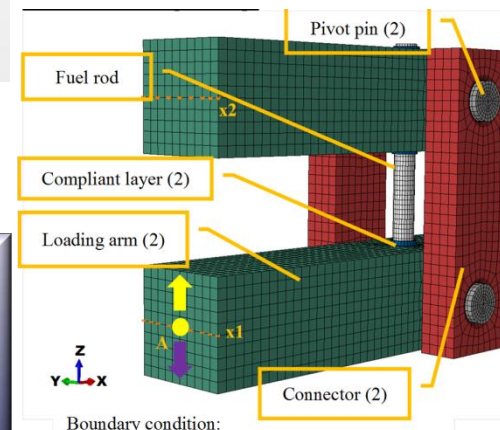 Pivot pin (2)
Fuel rod
x2
Compliant layer (2)
Loading arm (2)
A
x1
Z
Y
X
Connector (2)
Boundary condition: